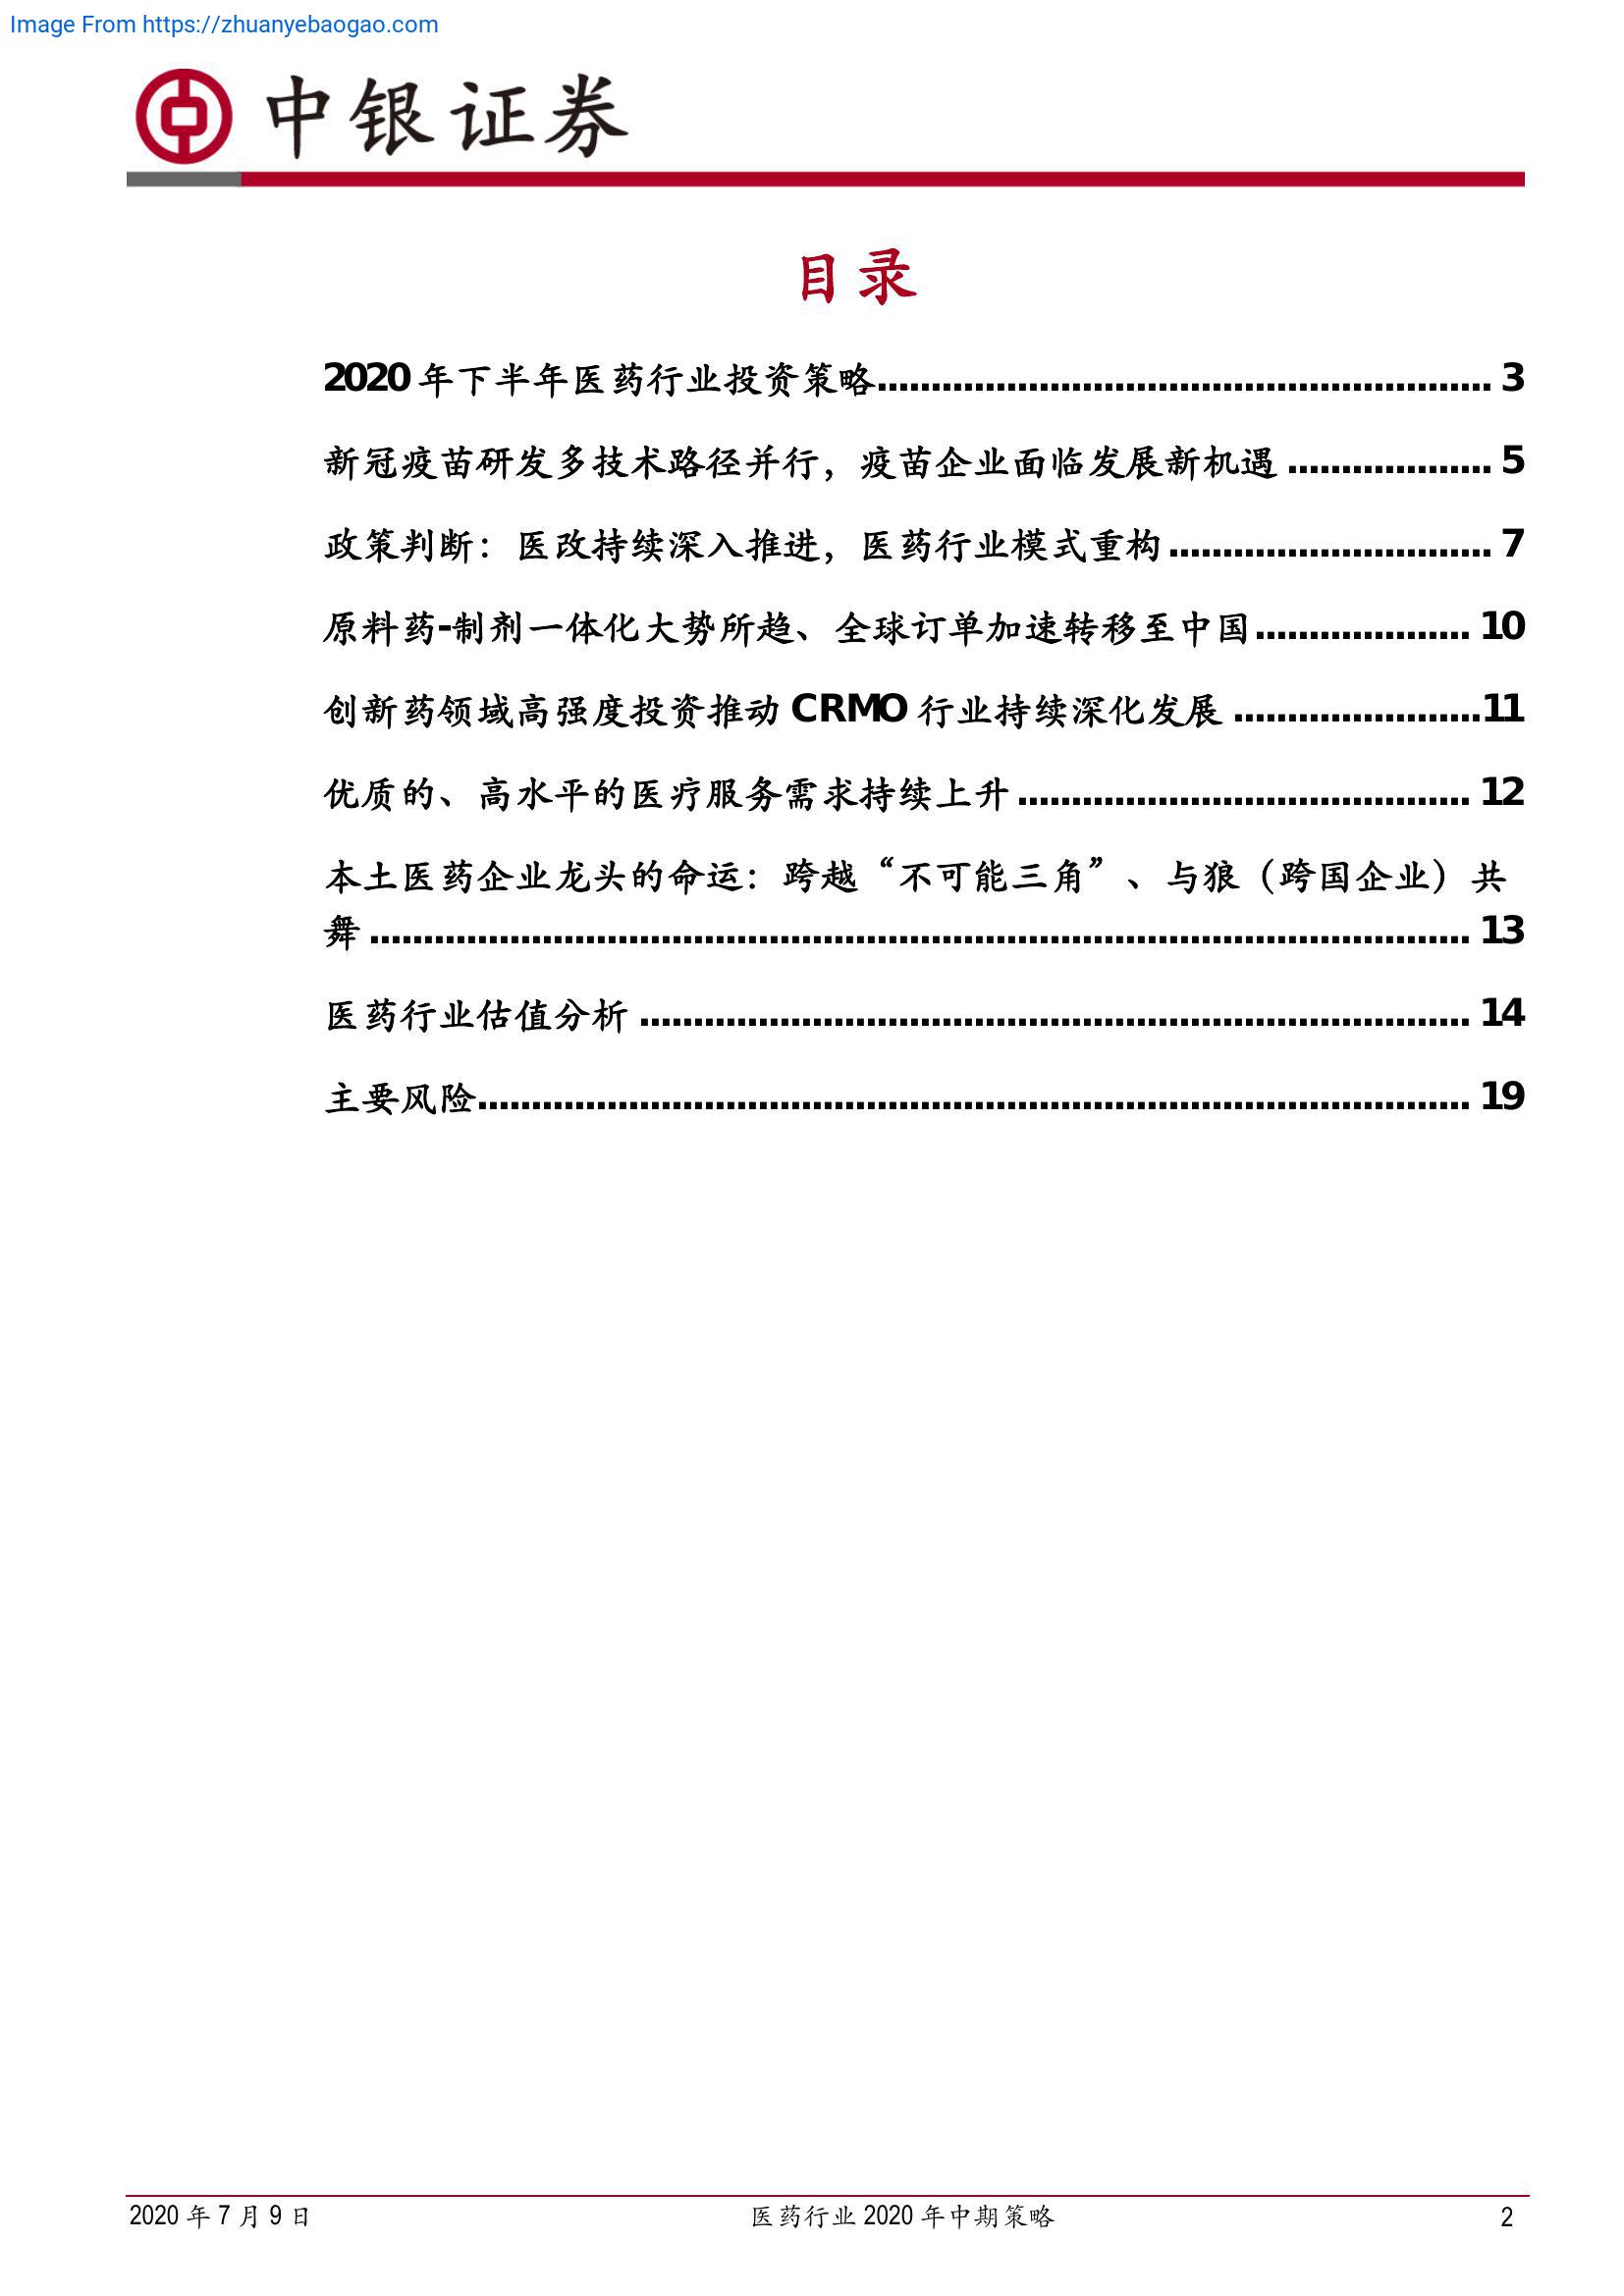 Image From https://zhuanyebaogao.com
中银证券
目录
2020 年下半年医药行业投资策略......................................................... 3
新冠疫苗研发多技术路径并行，疫苗企业面临发展新机遇 ................... 5
政策判断：医改持续深入推进，医药行业模式重构 .............................. 7
原料药-制剂一体化大势所趋、全球订单加速转移至中国.................... 10
创新药领域高强度投资推动 CRMO 行业持续深化发展 .......................11
优质的、高水平的医疗服务需求持续上升 .......................................... 12
本土医药企业龙头的命运：跨越“不可能三角”、与狼（跨国企业）共
舞 ...................................................................................................... 13
医药行业估值分析 ............................................................................. 14
主要风险............................................................................................ 19
2020 年 7 月 9 日 医药行业 2020 年中期策略 2